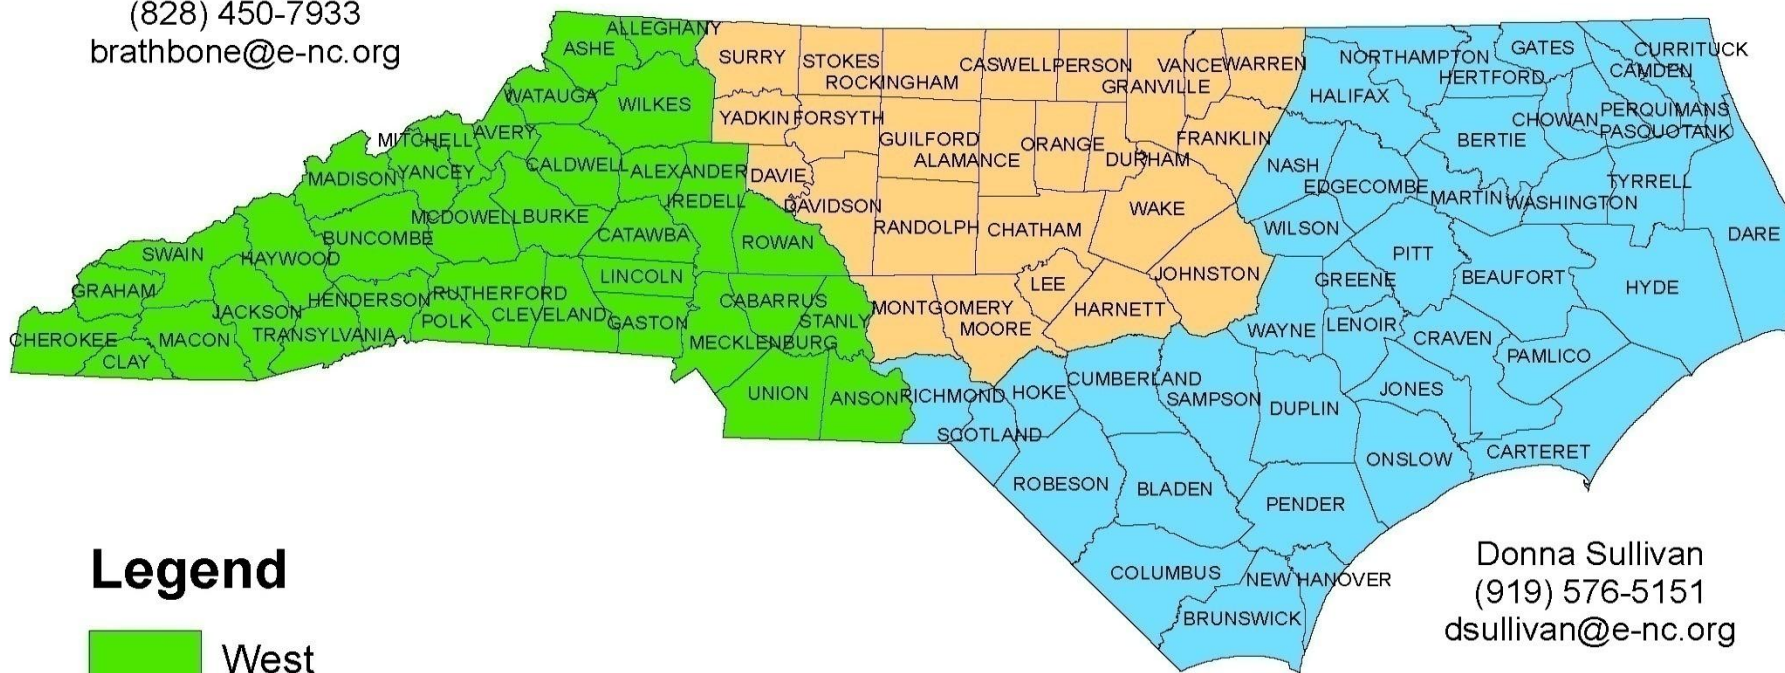 (828) 450-7933
brathbone@e-nc.org
ALLEGHANY
ASHE
SURRY
STOKES
ROCKINGHAM
CASWELL
PERSON
VANCE
WARREN
GRANVILLE
NORTHAMPTON
GATES
CURRITUCK
HERTFORD
CAMDEN
HALIFAX
WATAUGA
WILKES
YADKIN
FORSYTH
GUILFORD
ALAMANCE
ORANGE
DURHAM
FRANKLIN
CHOWAN
PERQUIMANS
PASQUOTANK
BERTIE
MITCHELL
AVERY
CALDWELL
ALEXANDER
DAVIE
NASH
MADISON
YANCEY
EDGECOMBE
MARTIN
WASHINGTON
TYRRELL
IREDELL
DAVIDSON
WAKE
MCDOWELL
BURKE
RANDOLPH
CHATHAM
WILSON
BUNCOMBE
CATAWBA
ROWAN
PITT
DARE
SWAIN
HAYWOOD
LINCOLN
LEE
JOHNSTON
GREENE
BEAUFORT
HYDE
GRAHAM
HENDERSON
RUTHERFORD
CABARRUS
MONTGOMERY
HARNETT
JACKSON
CLEVELAND
POLK
GASTON
STANLY
MOORE
WAYNE
LENOIR
CRAVEN
CHEROKEE
MACON
TRANSYLVANIA
MECKLENBURG
PAMLICO
CLAY
UNION
ANSON
RICHMOND
HOKE
CUMBERLAND
SAMPSON
DUPLIN
JONES
SCOTLAND
ONSLOW
CARTERET
ROBESON
BLADEN
PENDER
COLUMBUS
NEW HANOVER
BRUNSWICK
Donna Sullivan
(919) 576-5151
dsullivan@e-nc.org
Legend
West